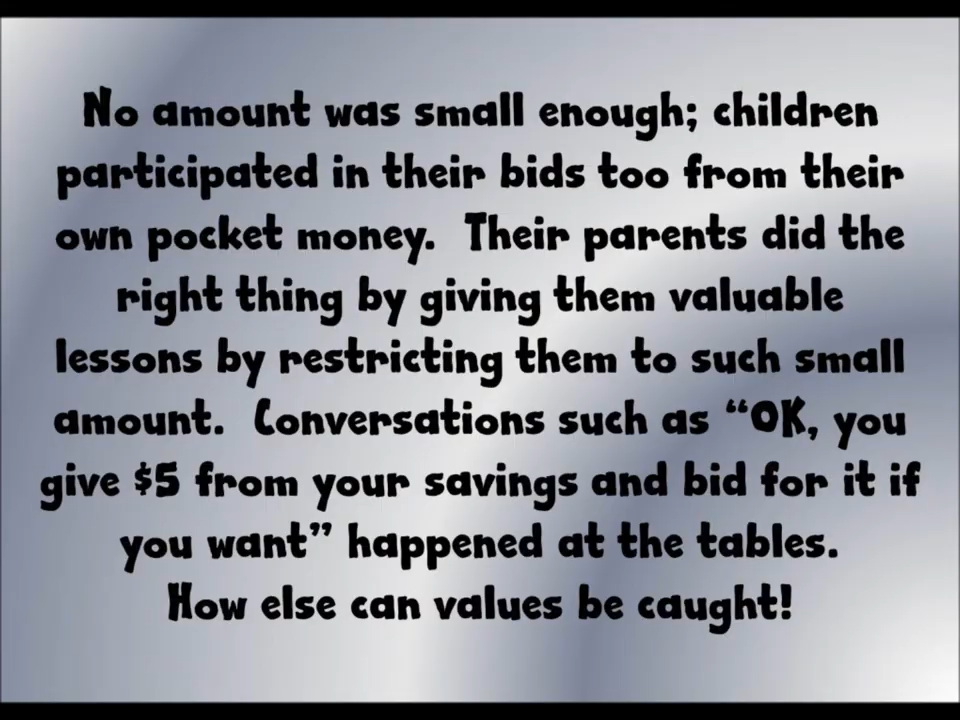 No amount was small enough; children
participated in their bids too from their
own pocket money.  Their parents did the
right thing by giving them valuable
lessons by restricting them to such small
amount.  Conversations such as “OK, you
give $5 from your savings and bid for it if
you want” happened at the tables.
How else can values be caught!